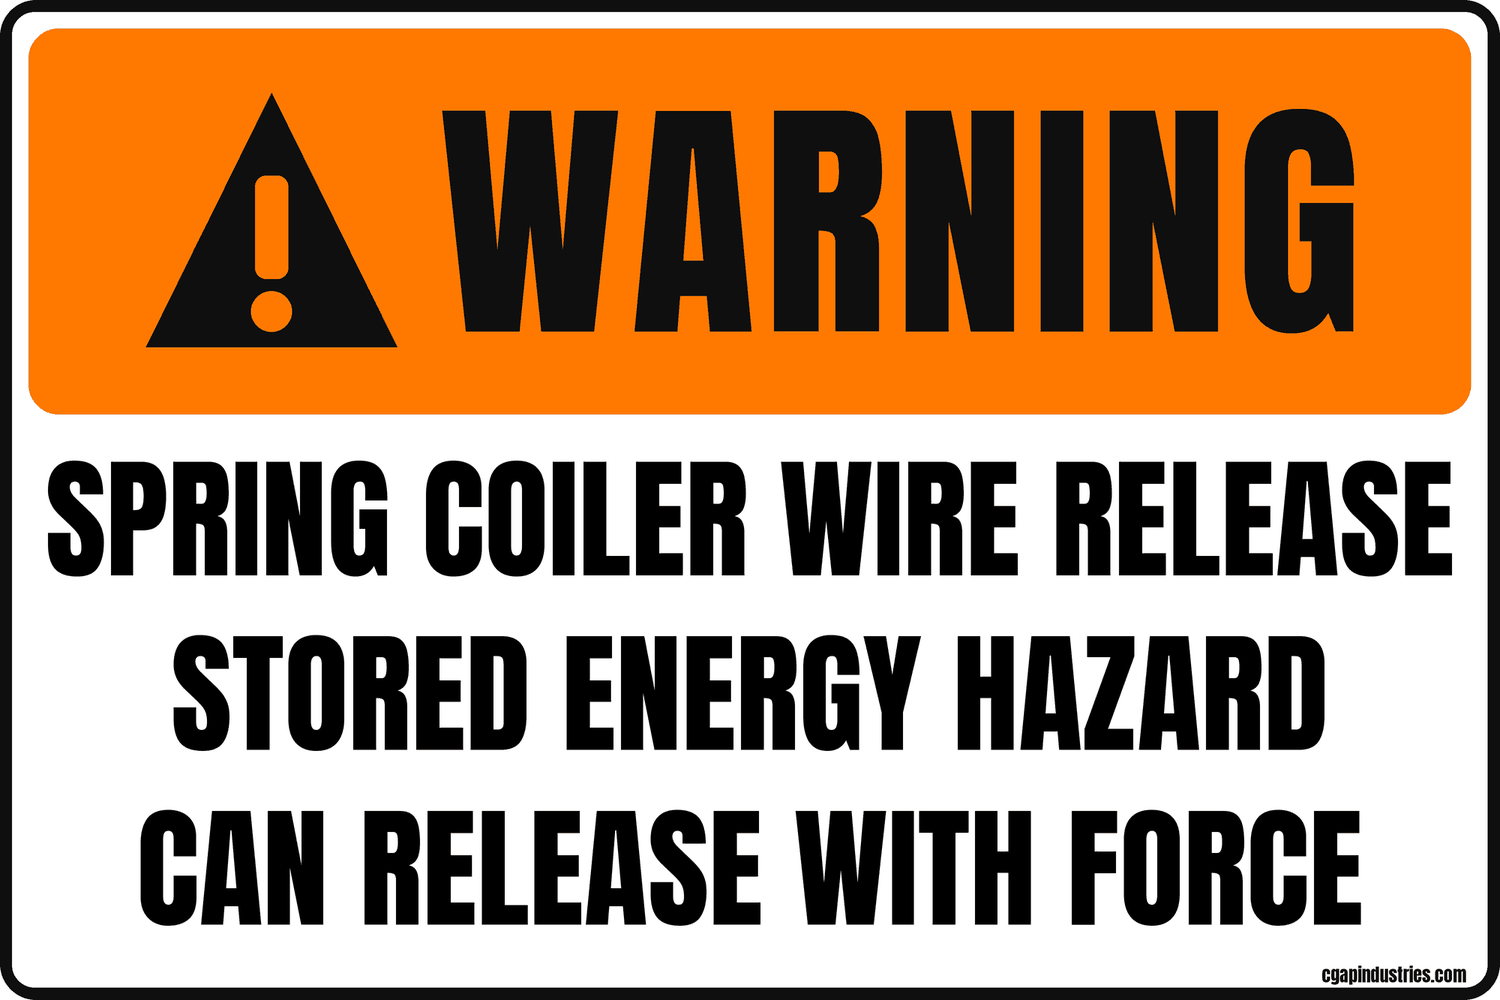 WARNING
SPRING COILER WIRE RELEASE
STORED ENERGY HAZARD
CAN RELEASE WITH FORCE
cgapindustries.com